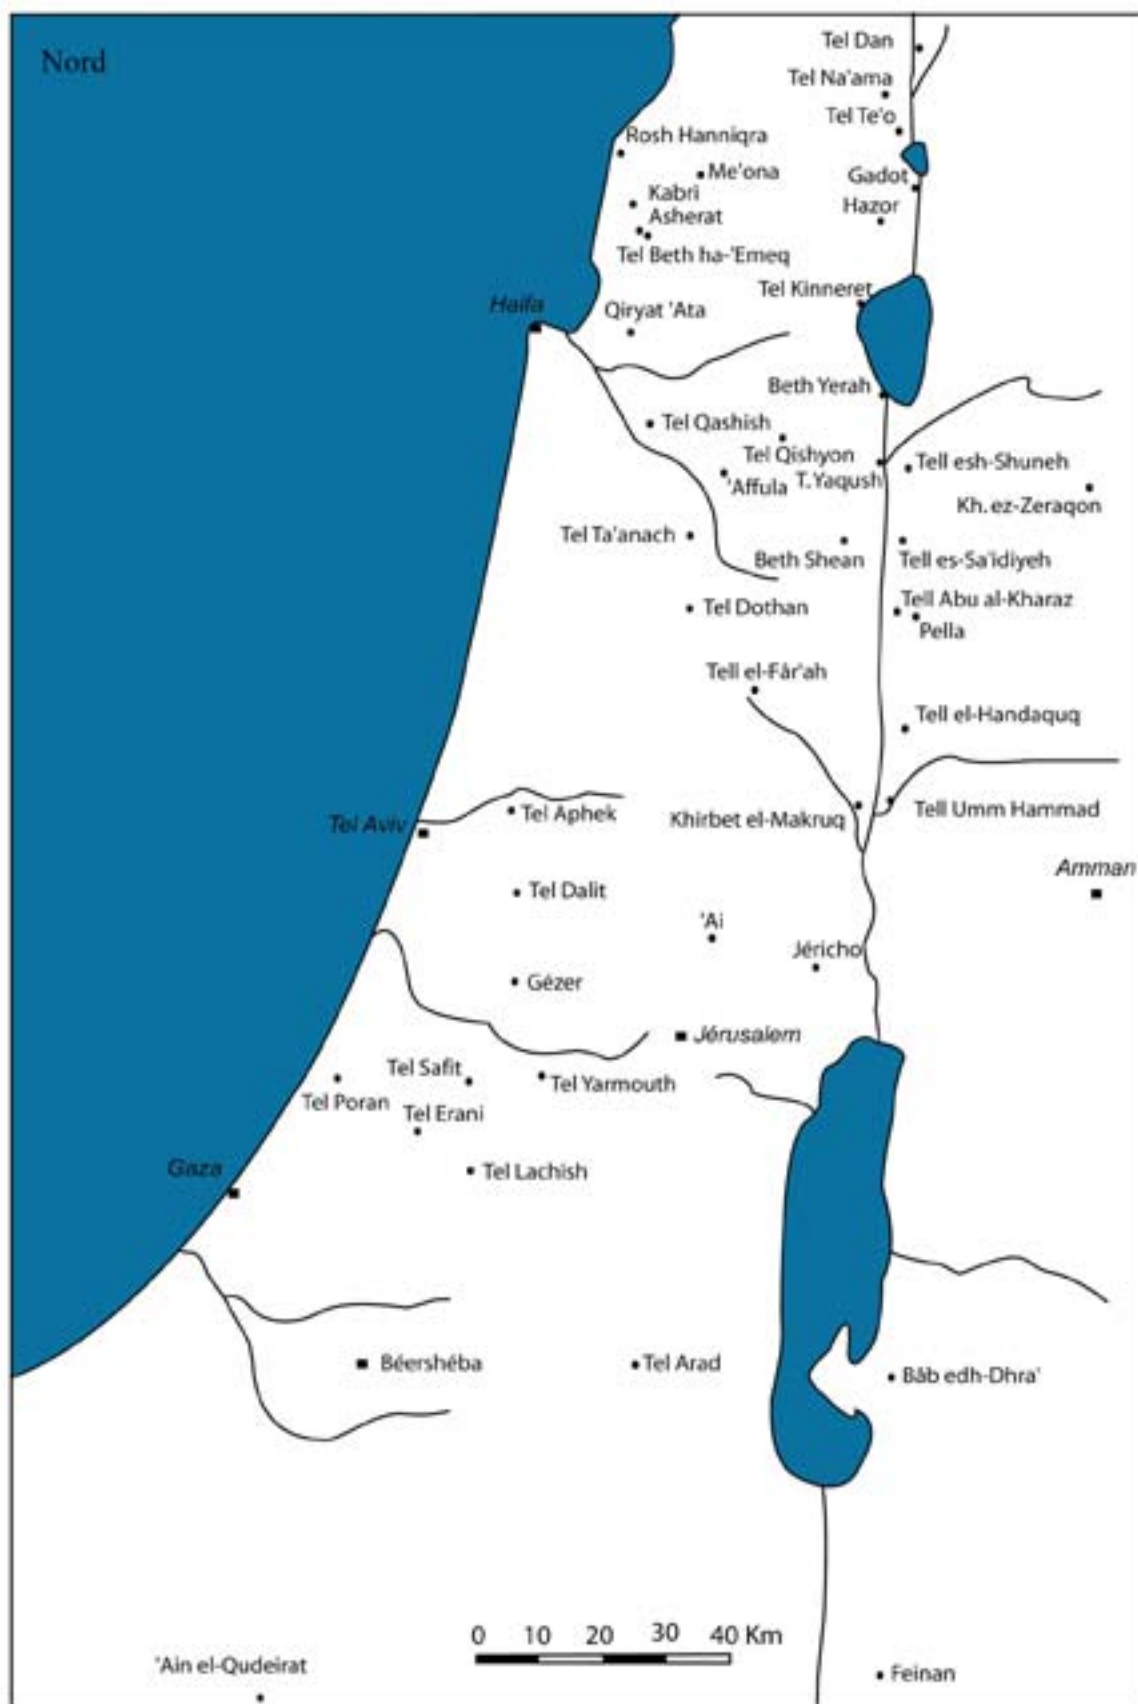 Nord
Tel Dan
Tel Na'ama
Tel Te'o
Rosh Hanniqra
Me'ona
Gadot
Kabri
Hazor
Asherat
Tel Beth ha-'Emeq
Tel Kinneret
Haifa
Qiryat 'Ata
Beth Yerah
Tel Qashish
Tel Qishyon
Tell esh-Shuneh
'Affula
T. Yaqush
Kh. ez-Zeraqon
Tel Ta'anach
Beth Shean
Tell es-Sa'idiyeh
Tell Abu al-Kharaz
Tel Dothan
Pella
Tell el-Fâr'ah
Tell el-Handaquq
Tel Aphek
Tell Umm Hammad
Khirbet el-Makruq
Tel Aviv
Amman
Tel Dalit
'Ai
Jéricho
Gézer
Jérusalem
Tel Safit
Tel Yarmouth
Tel Poran
Tel Erani
Gaza
Tel Lachish
Béershéba
Tel Arad
Bâb edh-Dhra'
0 10 20 30 40 Km
'Ain el-Qudeirat
Feinan